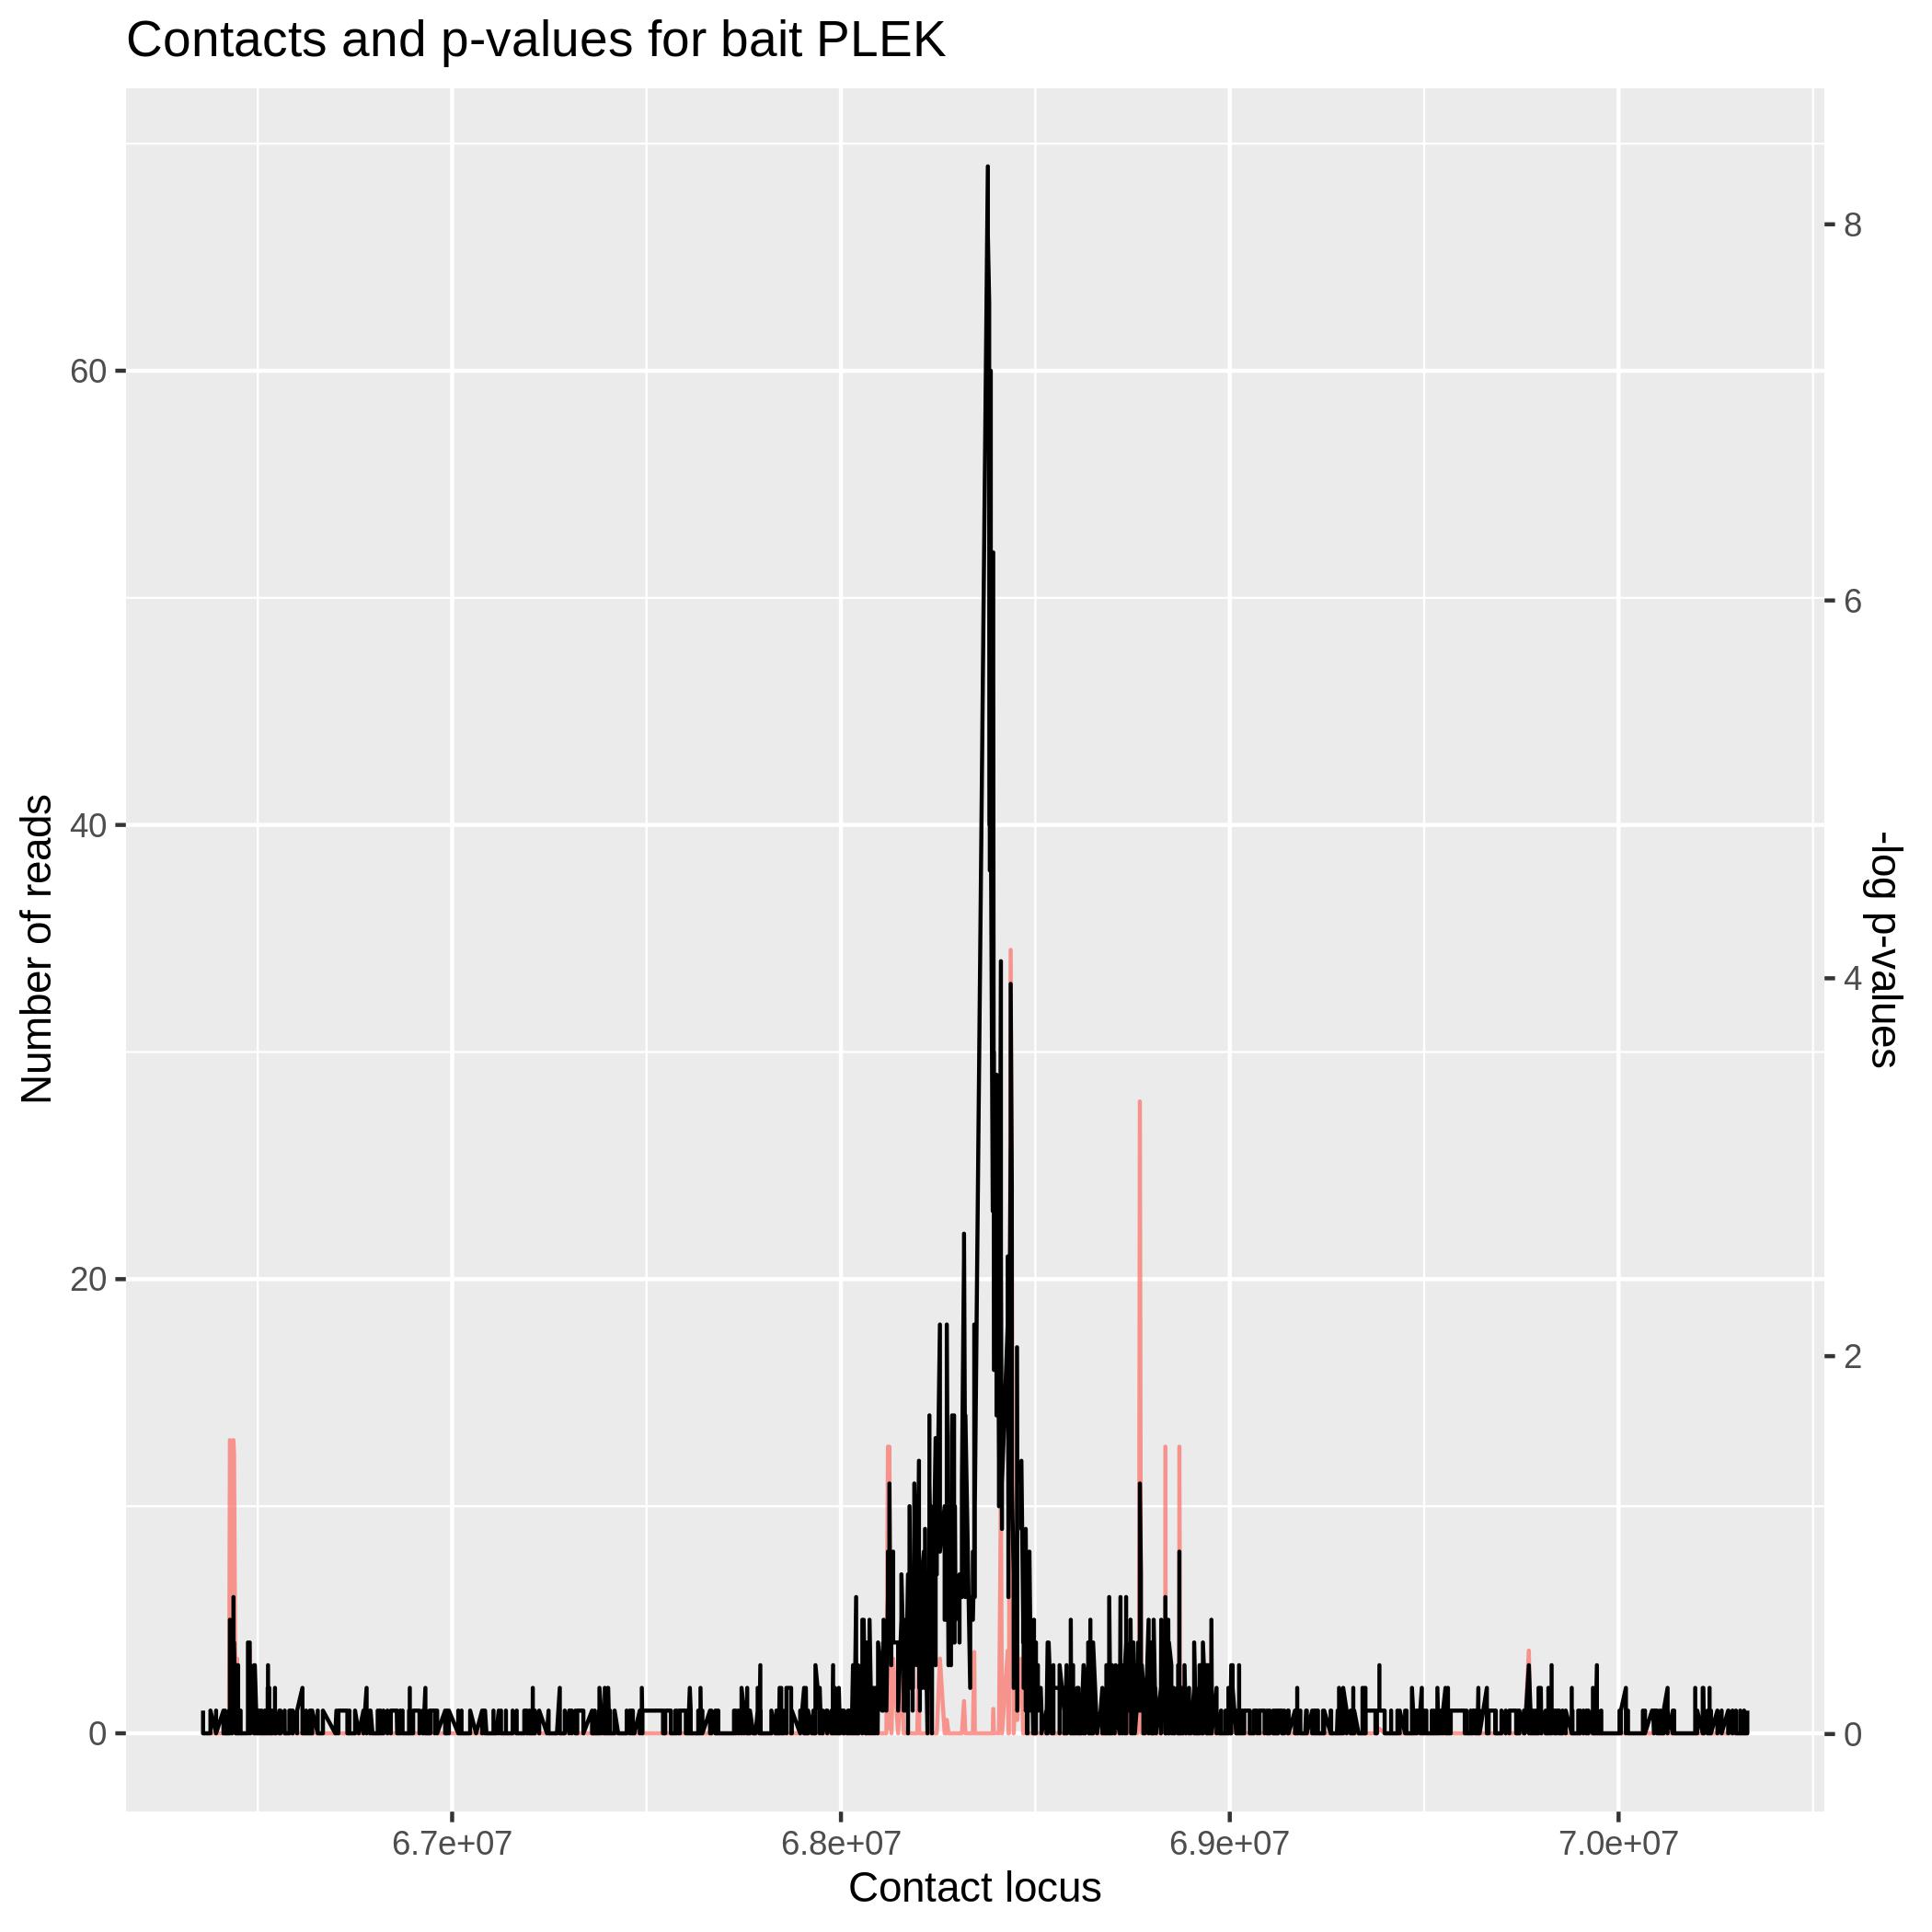 Contacts and p-values for bait PLEK
Number of reads
60
40
20
0
8
6
4
2
0
-log p-values
6.7e+07
6.8e+07
6.9e+07
7.0e+07
Contact locus